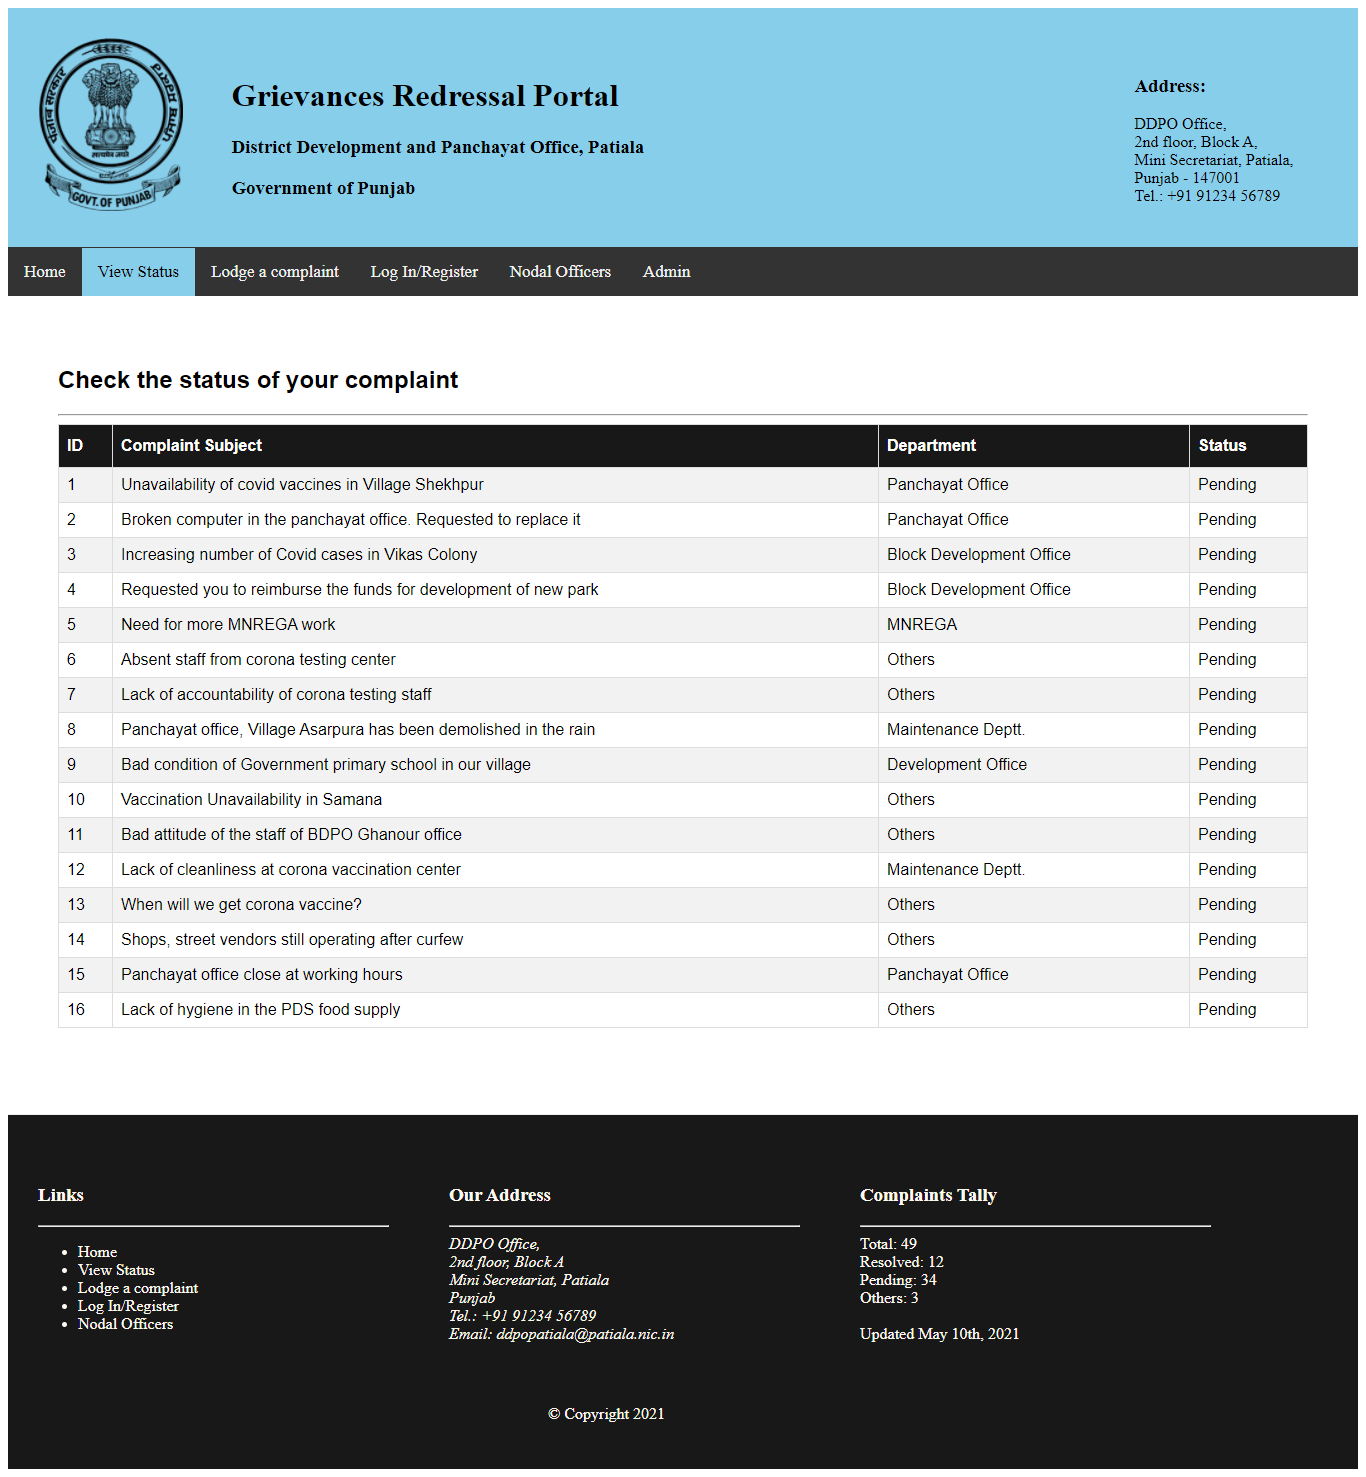 ਪੰਜਾਬ ਸਰਕਾਰ
सत्यमेव जयते
GOVT. OF PUNJAB
Grievances Redressal Portal
District Development and Panchayat Office, Patiala
Government of Punjab
Address:
DDPO Office,
2nd floor, Block A,
Mini Secretariat, Patiala,
Punjab - 147001
Tel.: +91 91234 56789
Home View Status Lodge a complaint Log In/Register Nodal Officers Admin
Check the status of your complaint
ID Complaint Subject Department Status
1 Unavailability of covid vaccines in Village Shekhpur Panchayat Office Pending
2 Broken computer in the panchayat office. Requested to replace it Panchayat Office Pending
3 Increasing number of Covid cases in Vikas Colony Block Development Office Pending
4 Requested you to reimburse the funds for development of new park Block Development Office Pending
5 Need for more MNREGA work MNREGA Pending
6 Absent staff from corona testing center Others Pending
7 Lack of accountability of corona testing staff Others Pending
8 Panchayat office, Village Asarpura has been demolished in the rain Maintenance Deptt. Pending
9 Bad condition of Government primary school in our village Development Office Pending
10 Vaccination Unavailability in Samana Others Pending
11 Bad attitude of the staff of BDPO Ghanour office Others Pending
12 Lack of cleanliness at corona vaccination center Maintenance Deptt. Pending
13 When will we get corona vaccine? Others Pending
14 Shops, street vendors still operating after curfew Others Pending
15 Panchayat office close at working hours Panchayat Office Pending
16 Lack of hygiene in the PDS food supply Others Pending
Links
Home
View Status
Lodge a complaint
Log In/Register
Nodal Officers
Our Address
DDPO Office,
2nd floor, Block A
Mini Secretariat, Patiala
Punjab
Tel.: +91 91234 56789
Email: ddpopatiala@patiala.nic.in
Complaints Tally
Total: 49
Resolved: 12
Pending: 34
Others: 3
Updated May 10th, 2021
© Copyright 2021